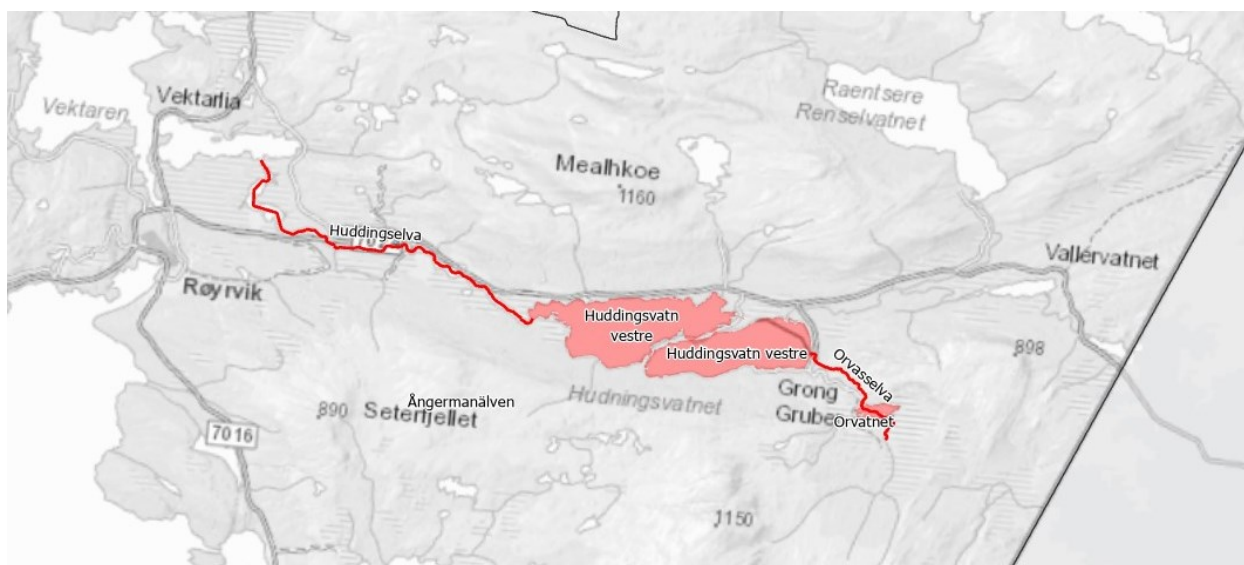 Vektarlia
Vektaren
Raentsere
Renselvatnet
Mealhkoe
1160
Huddingselva
70
Vallervatnet
Røyrvik
Huddingsvatn
vestre
Huddingsvatn vestre
Orvasselva
898
Grong
Grube
Orvatnet
Hudningsvatnet
Ångermanälven
890
Seterfjellet
7016
1150